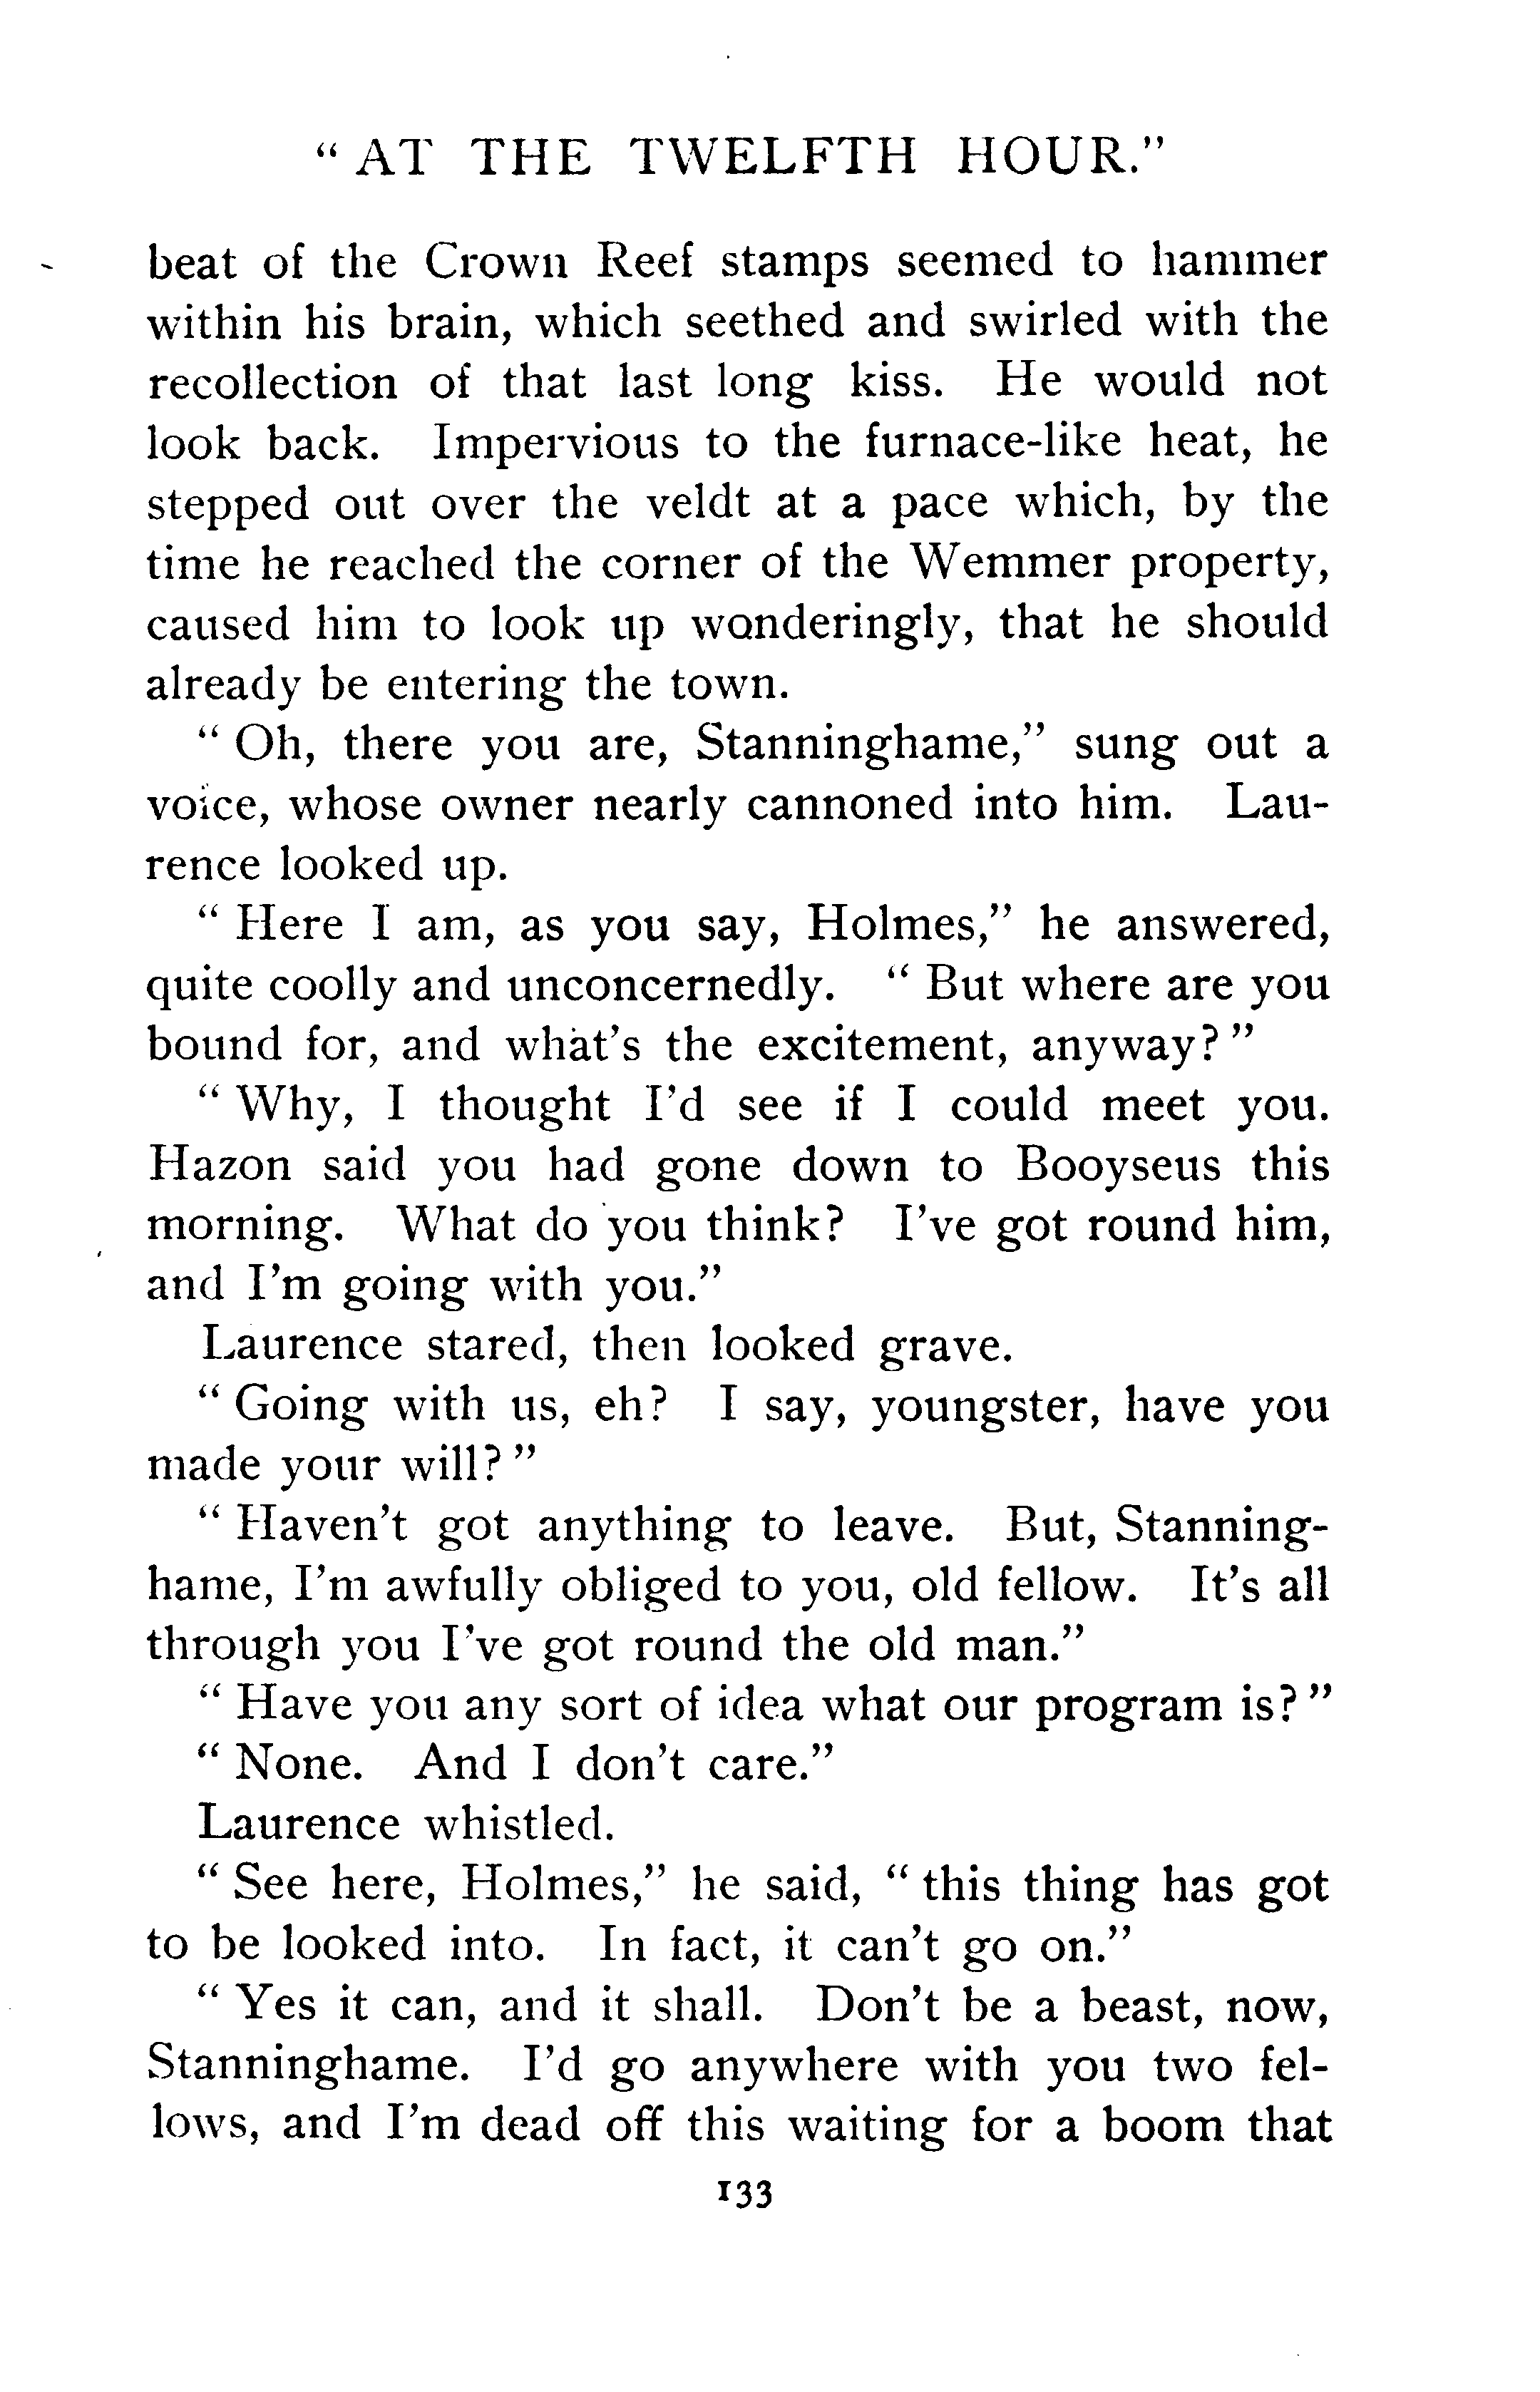 “ AT THE TWELFTH HOUR.”
beat of the Crown Reef stamps seemed to hammer
within his brain, which seethed and swirled with the
recollection of that last long kiss. He would not
look back. Impervious to the furnace-like heat, he
stepped out over the veldt at a pace which, by the
time he reached the corner of the Wemmer property,
caused him to look up wonderingly, that he should
already be entering the town.
“ Oh, there you are, Stanninghame,” sung out a
voice, whose owner nearly cannoned into him. Lau-
rence looked up.
“ Here I am, as you say, Holmes,” he answered,
quite coolly and unconcernedly. “ But where are you
bound for, and what's the excitement, anyway? ”
“ Why, I thought I'd see if I could meet you.
Hazon said you had gone down to Booyseus this
morning. What do you think? I've got round him,
and I'm going with you.”
Laurence stared, then looked grave.
“ Going with us, eh? I say, youngster, have you
made your will? ”
“ Haven't got anything to leave. But, Stanning-
hame, I'm awfully obliged to you, old fellow. It's all
through you I've got round the old man.”
“ Have you any sort of idea what our program is? ”
“ None. And I don't care.”
Laurence whistled.
“ See here, Holmes,” he said, “ this thing has got
to be looked into. In fact, it can't go on.”
“ Yes it can, and it shall. Don't be a beast, now,
Stanninghame. I'd go anywhere with you two fel-
lows, and I'm dead off this waiting for a boom that
133